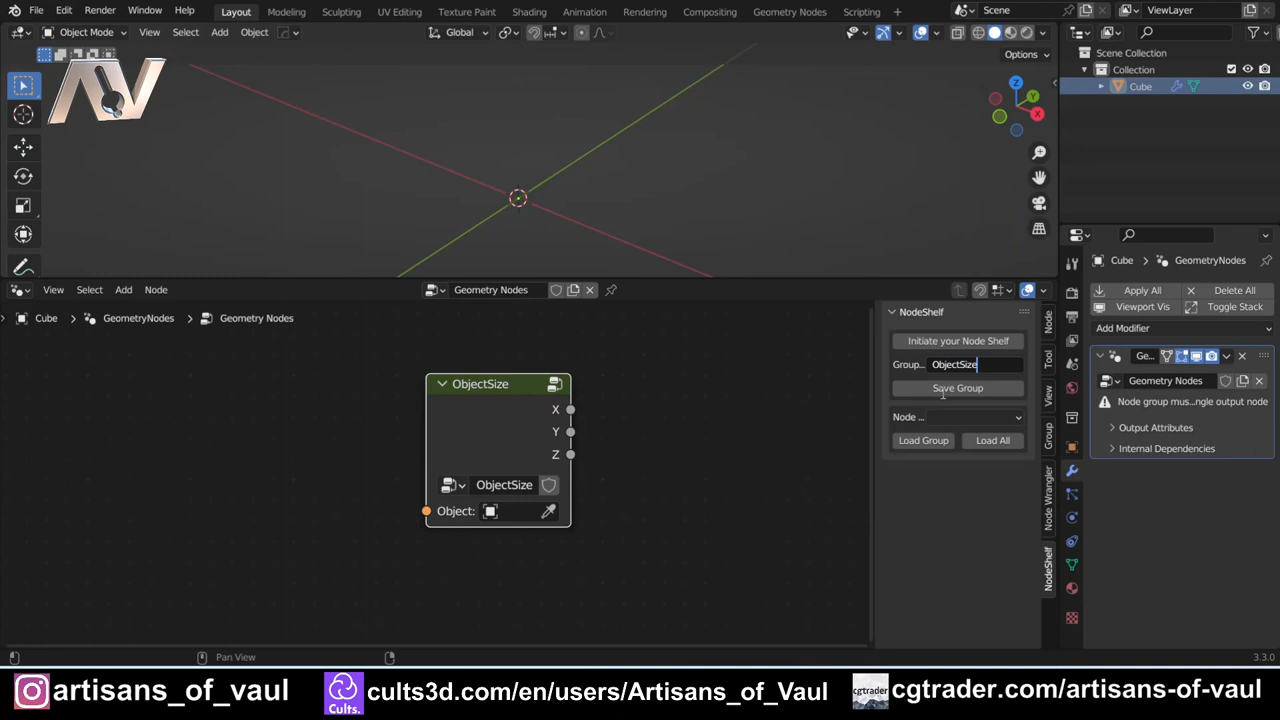 File Edit Render Window Help Layout Modeling Sculpting UV Editing Texture Paint Shading Animation Rendering Compositing Geometry Nodes Scripting + Scene ViewLayer
Object Mode View Select Add Object Global
Options
AV
Z
Y
X
Scene Collection
Collection
Cube
View Select Add Node Geometry Nodes
Cube GeometryNodes Geometry Nodes
ObjectSize
X
Y
Z
ObjectSize
Object:
NodeShelf
Initiate your Node Shelf
Group... ObjectSize
Save Group
Node ...
Load Group Load All
Node
Tool
View
Group
Node Wrangler
NodeShelf
Cube GeometryNodes
Apply All Delete All
Viewport Vis Toggle Stack
Add Modifier
Ge...
Geometry Nodes
Node group mus...ngle output node
Output Attributes
Internal Dependencies
Pan View
3.3.0
artisans_of_vaul Cults. cults3d.com/en/users/Artisans_of_Vaul cgtrader.com/artisans-of-vaul